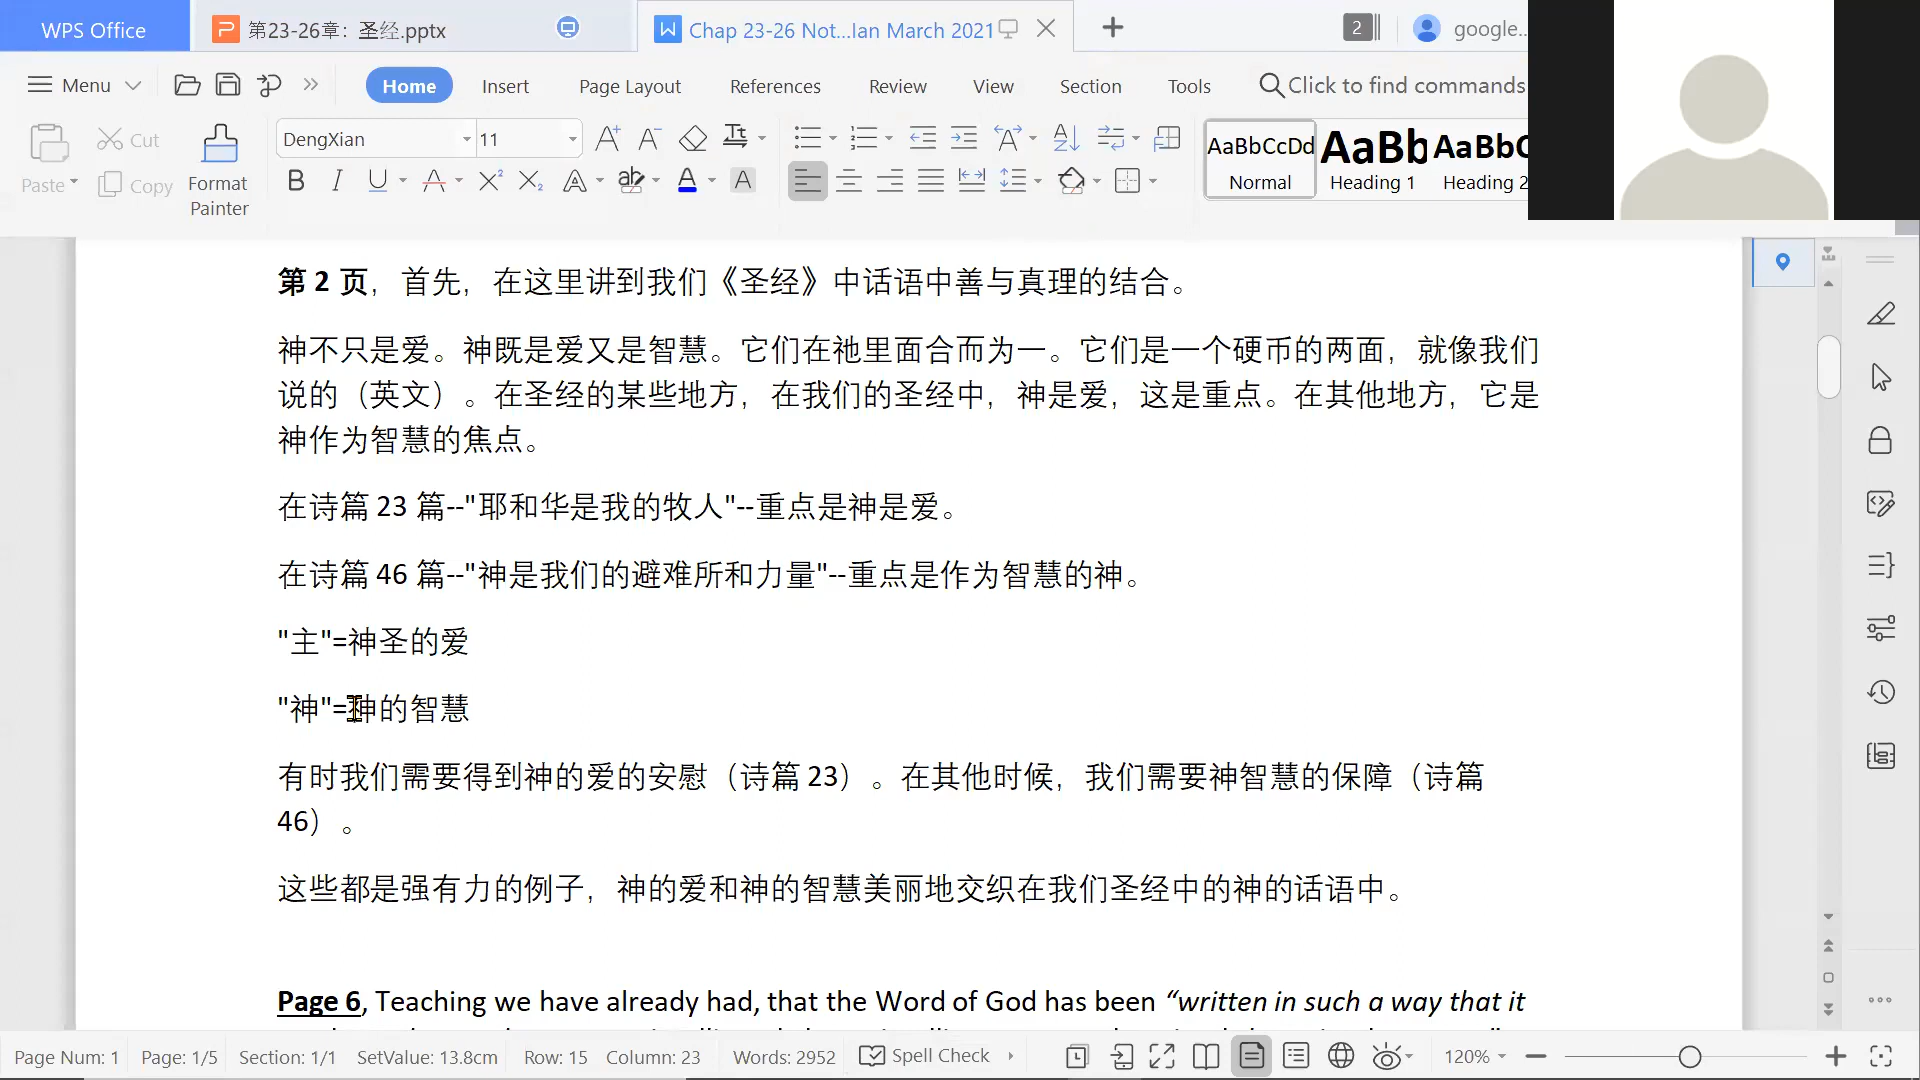 WPS Office
第23-26章：圣经.pptx
Chap 23-26 Not...Ian March 2021
2
google..
Menu
Home
Insert
Page Layout
References
Review
View
Section
Tools
Click to find commands
Paste
Cut
Copy
Format
Painter
DengXian
11
AaBbCcDd
Normal
AaBb
Heading 1
AaBbC
Heading 2
第 2 页，首先，在这里讲到我们《圣经》中话语中善与真理的结合。
神不只是爱。神既是爱又是智慧。它们在祂里面合而为一。它们是一个硬币的两面，就像我们
说的（英文）。在圣经的某些地方，在我们的圣经中，神是爱，这是重点。在其他地方，它是
神作为智慧的焦点。
在诗篇 23 篇--"耶和华是我的牧人"--重点是神是爱。
在诗篇 46 篇--"神是我们的避难所和力量"--重点是作为智慧的神。
"主"=神圣的爱
"神"=神的智慧
有时我们需要得到神的爱的安慰（诗篇 23）。在其他时候，我们需要神智慧的保障（诗篇
46）。
这些都是强有力的例子，神的爱和神的智慧美丽地交织在我们圣经中的神的话语中。
Page 6, Teaching we have already had, that the Word of God has been “written in such a way that it
Page Num: 1
Page: 1/5
Section: 1/1
SetValue: 13.8cm
Row: 15
Column: 23
Words: 2952
Spell Check
120%